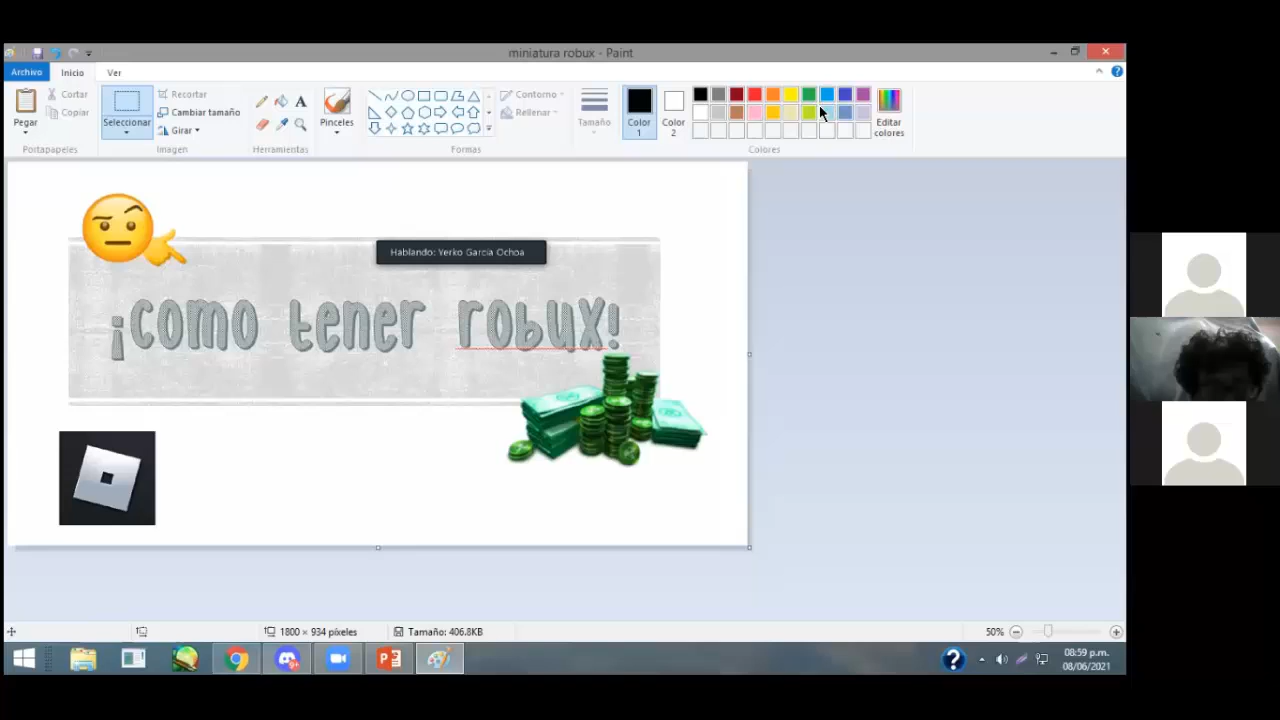 miniatura robux - Paint
Archivo Inicio Ver
Pegar
Cortar
Copiar
Portapapeles
Seleccionar
Recortar
Cambiar tamaño
Girar
Imagen
A
Herramientas
Pinceles
Contorno
Rellenar
Formas
Tamaño
Color 1
Color 2
Editar colores
Colores
Hablando: Yerko García Ochoa
¡como tener robux!
1800 × 934 píxeles
Tamaño: 406.8KB
50%
08:59 p.m.
08/06/2021